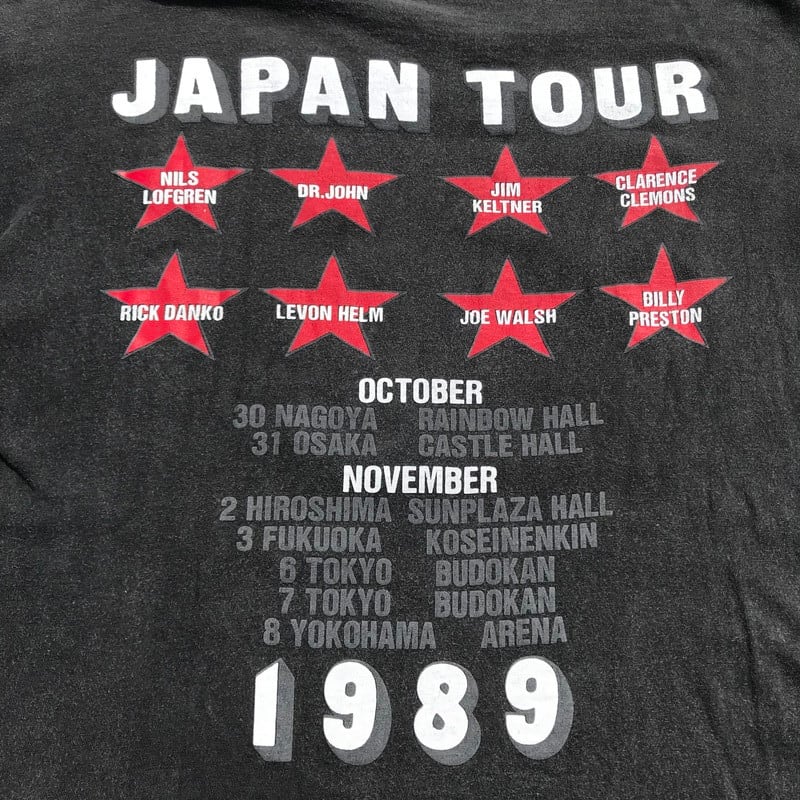 JAPAN TOUR
NILS
LOFGREN
DR.JOHN
JIM
KELTNER
CLARENCE
CLEMONS
RICK DANKO
LEVON HELM
JOE WALSH
BILLY
PRESTON
OCTOBER
30 NAGOYA RAINBOW HALL
31 OSAKA CASTLE HALL
NOVEMBER
2 HIROSHIMA SUNPLAZA HALL
3 FUKUOKA KOSEINENKIN
6 TOKYO BUDOKAN
7 TOKYO BUDOKAN
8 YOKOHAMA ARENA
1989